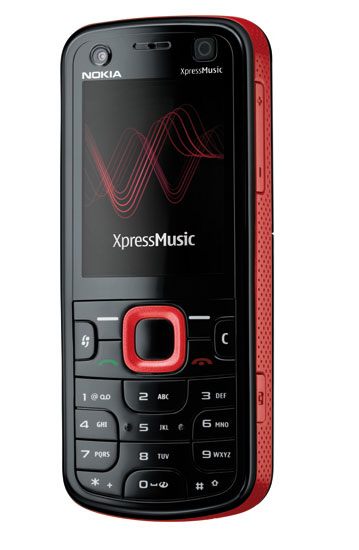 NOKIA XpressMusic
XpressMusic
C
1 @ 2 ABC 3 DEF
4 GHI 5 JKL 6 MNO
7 PQRS 8 TUV 9 WXYZ
* + 0 #